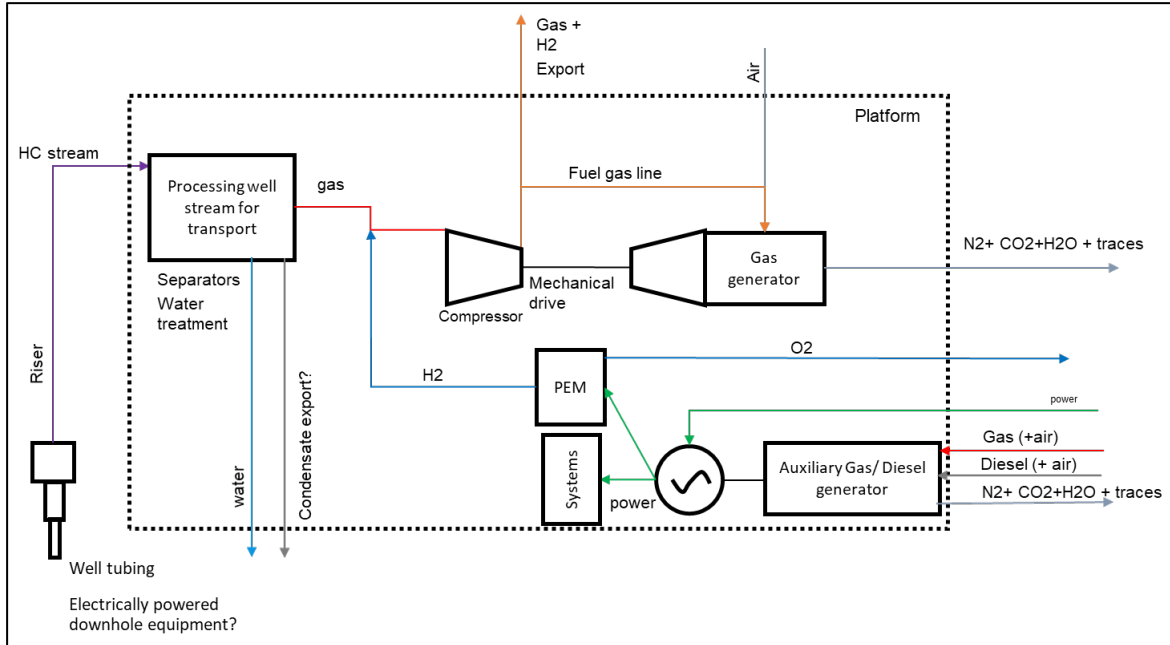 Gas +
H2
Export
Air
Platform
HC stream
Processing well
stream for
transport
gas
Fuel gas line
Separators
Water
treatment
Compressor
Mechanical
drive
Gas
generator
N2+ CO2+H2O + traces
Riser
water
Condensate export?
H2
PEM
O2
Systems
power
power
Auxiliary Gas/ Diesel
generator
Gas (+air)
Diesel (+ air)
N2+ CO2+H2O + traces
Well tubing
Electrically powered
downhole equipment?